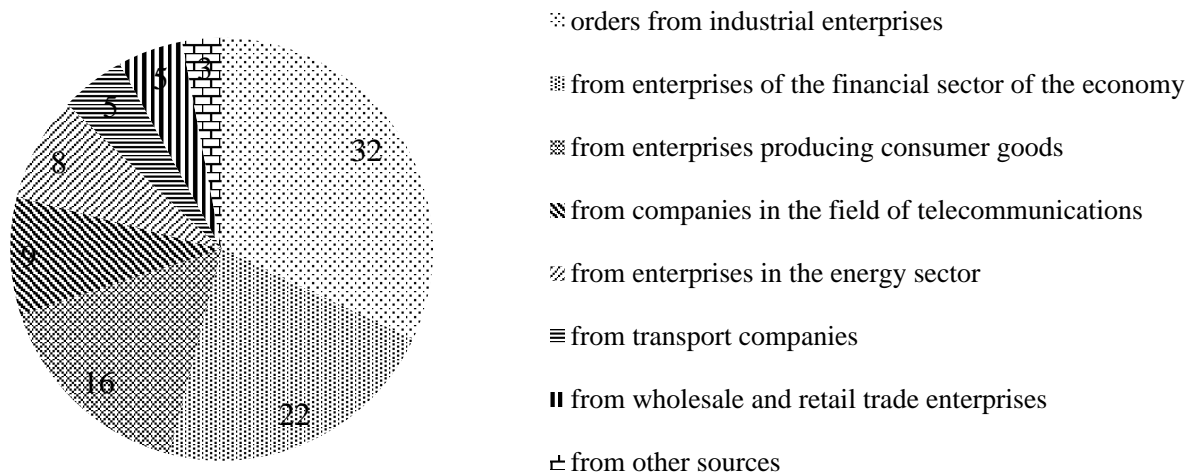 orders from industrial enterprises
from enterprises of the financial sector of the economy
from enterprises producing consumer goods
from companies in the field of telecommunications
from enterprises in the energy sector
from transport companies
from wholesale and retail trade enterprises
from other sources
32
22
16
9
8
5
5
3